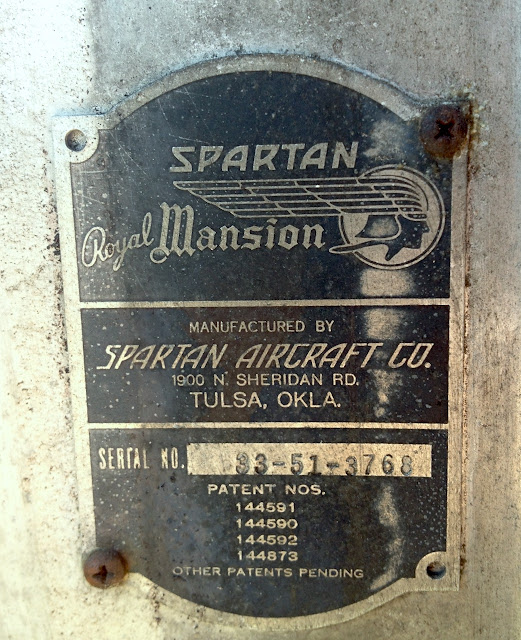 SPARTAN
Royal Mansion
MANUFACTURED BY
SPARTAN AIRCRAFT CO.
1900 N. SHERIDAN RD.
TULSA, OKLA.
SERIAL NO. 33-51-3768
PATENT NOS.
144591
144590
144592
144873
OTHER PATENTS PENDING